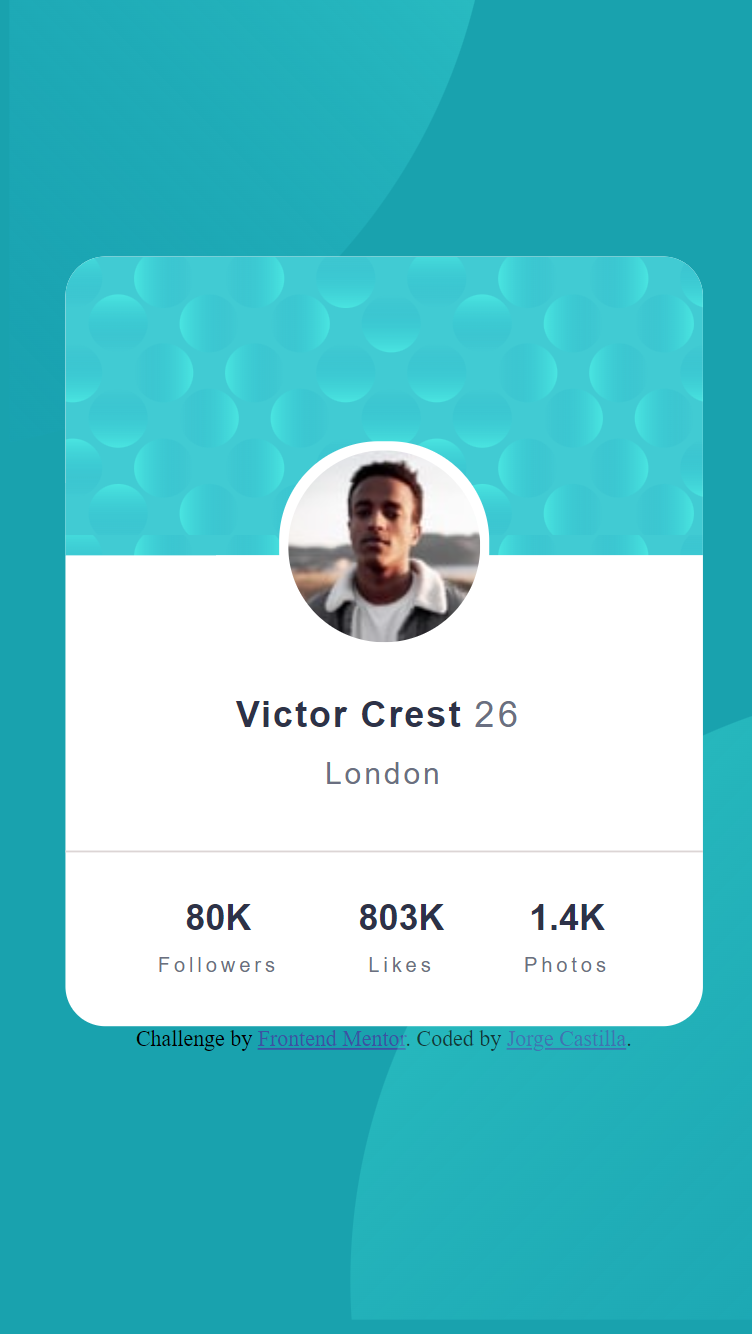 Victor Crest 26
London
80K 803K 1.4K
Followers Likes Photos
Challenge by Frontend Mentor. Coded by Jorge Castilla.